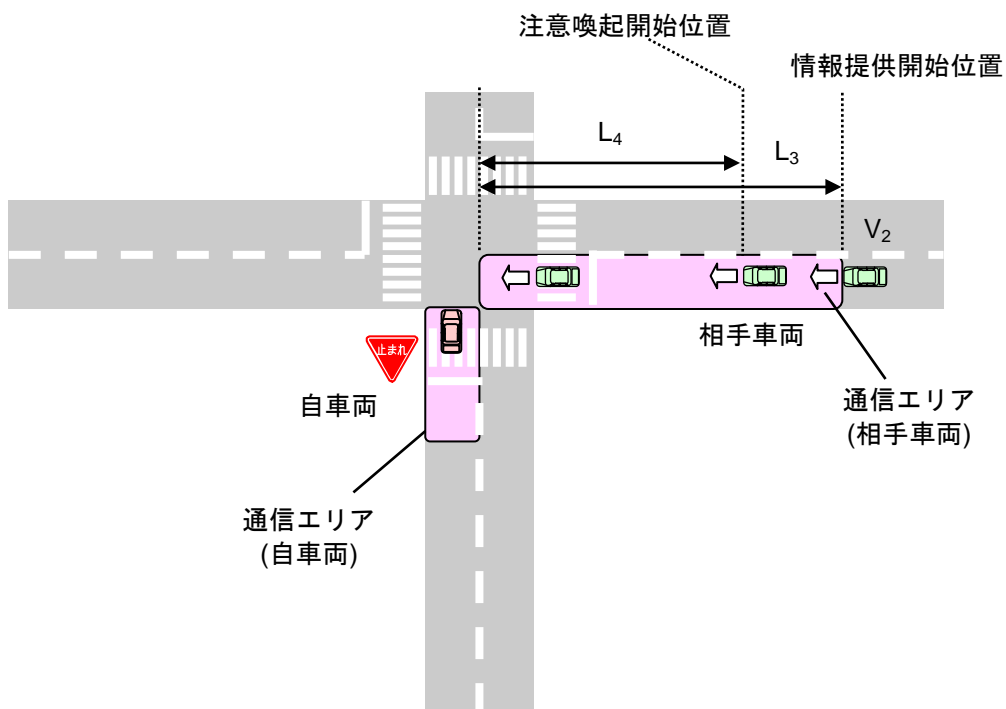 注意喚起開始位置
情報提供開始位置
L4
L3
V2
止まれ
相手車両
自車両
通信エリア
(相手車両)
通信エリア
(自車両)